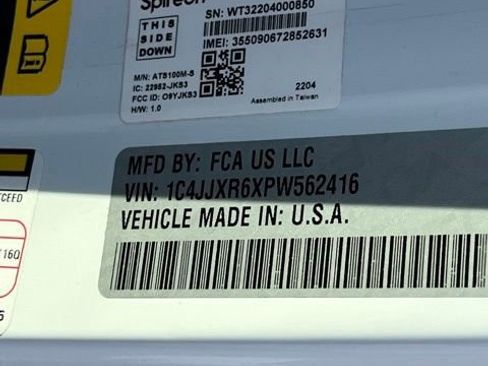 SN: WT32204000850
THIS
SIDE
DOWN
IMEI: 355090672852631
M/N: ATS100M-S
IC: 22982-JKS3
FCC ID: O9YJKS3
H/W: 1.0
2204
Assembled in Taiwan
MFD BY: FCA US LLC
VIN: 1C4JJXR6XPW562416
VEHICLE MADE IN: U.S.A.
160